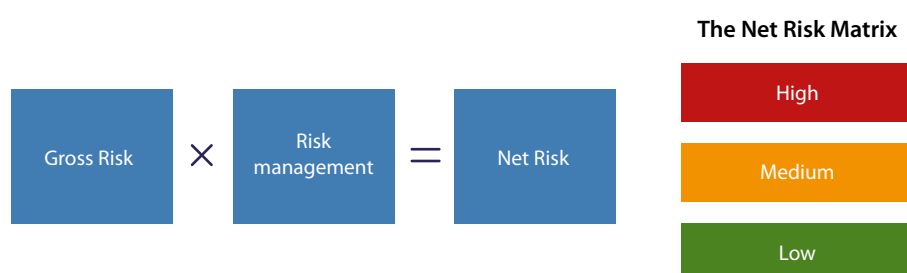 The Net Risk Matrix
Gross Risk
×
Risk
management
=
Net Risk
High
Medium
Low